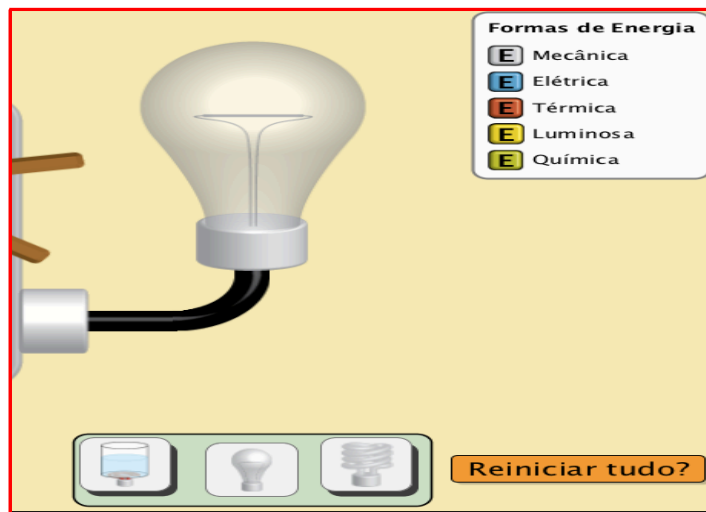 Formas de Energia
E Mecânica
E Elétrica
E Térmica
E Luminosa
E Química
Reiniciar tudo?